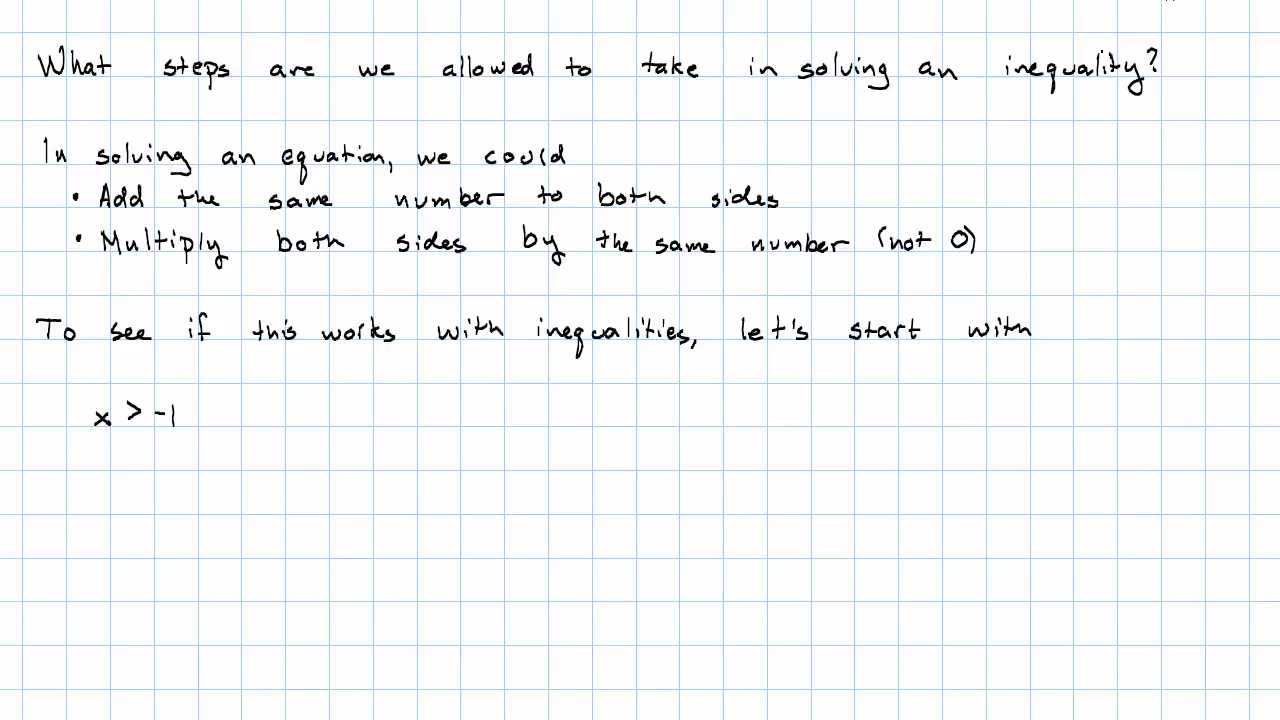 What steps are we allowed to take in solving an inequality?
In solving an equation, we could
• Add the same number to both sides
• Multiply both sides by the same number (not 0)
To see if this works with inequalities, let's start with
x > -1